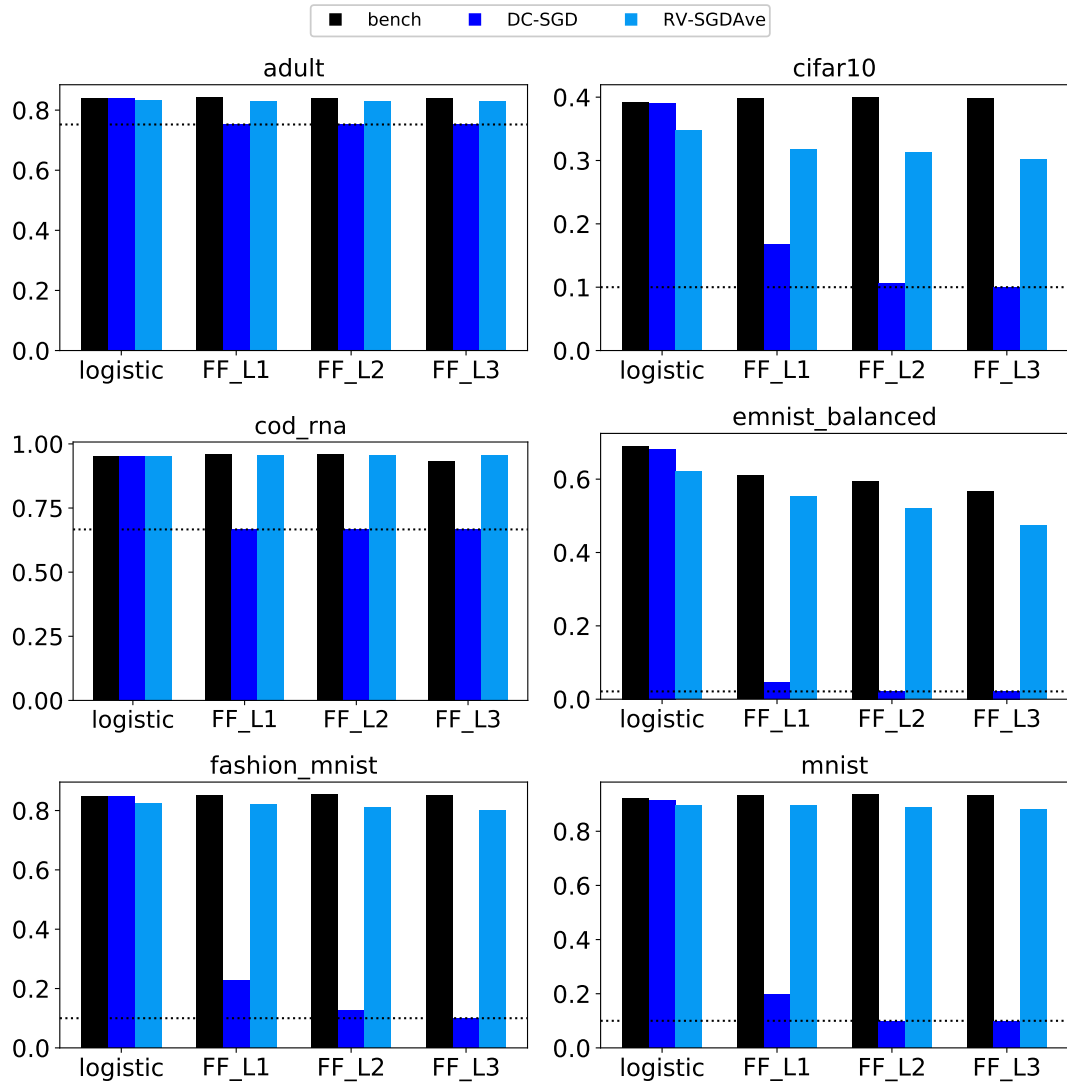 bench DC-SGD RV-SGDAve
adult
0.8
0.6
0.4
0.2
0.0
logistic FF_L1 FF_L2 FF_L3
cifar10
0.4
0.3
0.2
0.1
0.0
logistic FF_L1 FF_L2 FF_L3
cod_rna
1.00
0.75
0.50
0.25
0.00
logistic FF_L1 FF_L2 FF_L3
emnist_balanced
0.6
0.4
0.2
0.0
logistic FF_L1 FF_L2 FF_L3
fashion_mnist
0.8
0.6
0.4
0.2
0.0
logistic FF_L1 FF_L2 FF_L3
mnist
0.8
0.6
0.4
0.2
0.0
logistic FF_L1 FF_L2 FF_L3